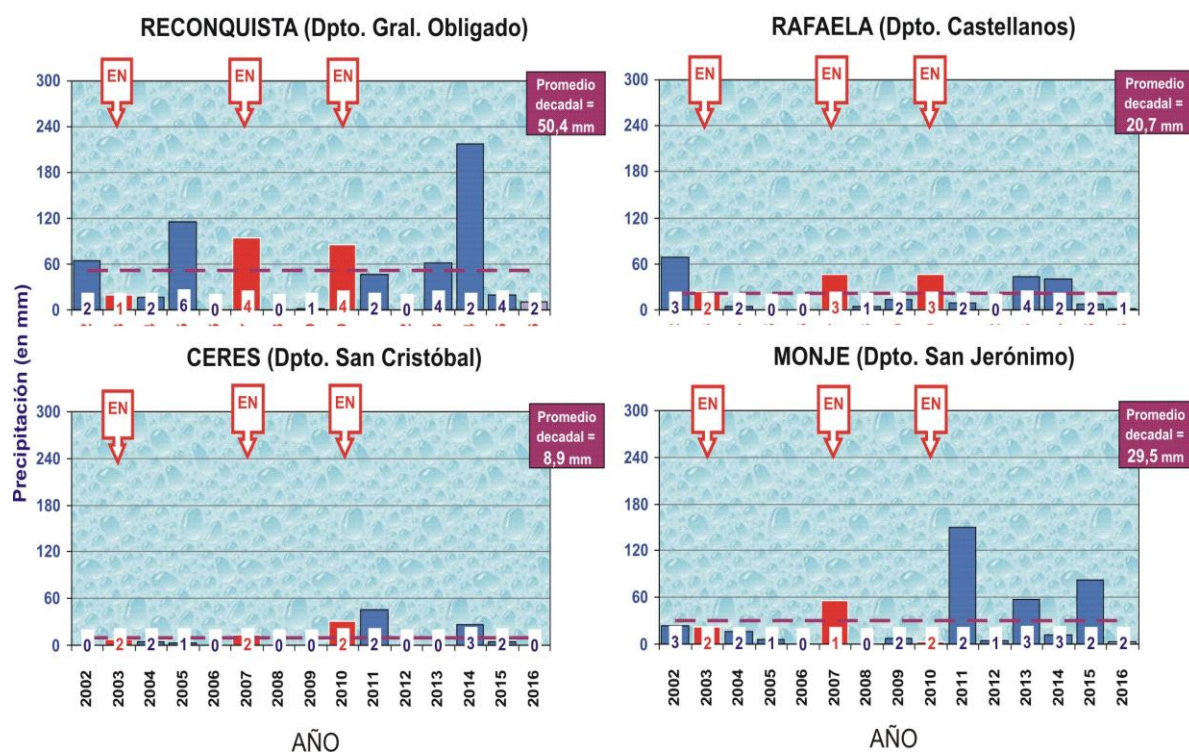 RECONQUISTA (Dpto. Gral. Obligado)
EN
EN
EN
Promedio
decadal =
50,4 mm
300
240
180
120
60
0
2 1 2 6 0 4 0 1 4 2 0 4 2 4 2
RAFAELA (Dpto. Castellanos)
EN
EN
EN
Promedio
decadal =
20,7 mm
300
240
180
120
60
0
3 2 2 0 0 3 1 2 3 2 0 4 2 2 1
Precipitación (en mm)
CERES (Dpto. San Cristóbal)
EN
EN
EN
Promedio
decadal =
8,9 mm
300
240
180
120
60
0
0 2 2 1 0 2 0 0 2 2 0 0 3 2 0
2002 2003 2004 2005 2006 2007 2008 2009 2010 2011 2012 2013 2014 2015 2016
AÑO
MONJE (Dpto. San Jerónimo)
EN
EN
EN
Promedio
decadal =
29,5 mm
300
240
180
120
60
0
3 2 2 1 0 1 0 2 2 2 1 3 3 2 2
2002 2003 2004 2005 2006 2007 2008 2009 2010 2011 2012 2013 2014 2015 2016
AÑO